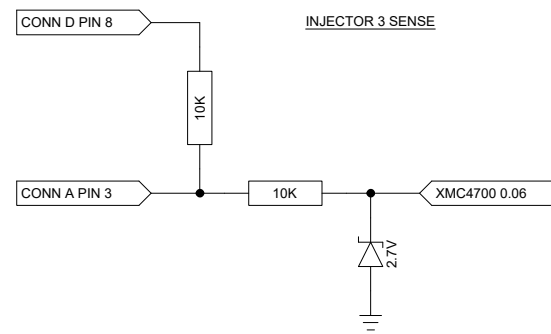 CONN D PIN 8
INJECTOR 3 SENSE
10K
CONN A PIN 3
10K
XMC4700 0.06
2.7V